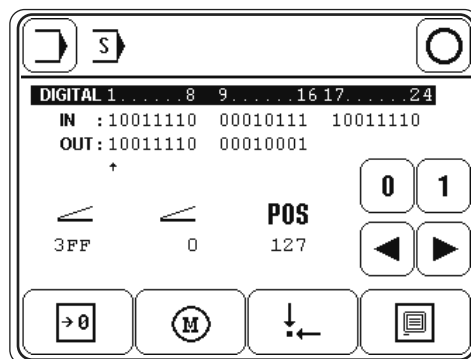 S
DIGITAL 1......8 9......16 17......24
IN :10011110 00010111 10011110
OUT:10011110 00010001
0 1
POS
3FF 0 127
→0 M